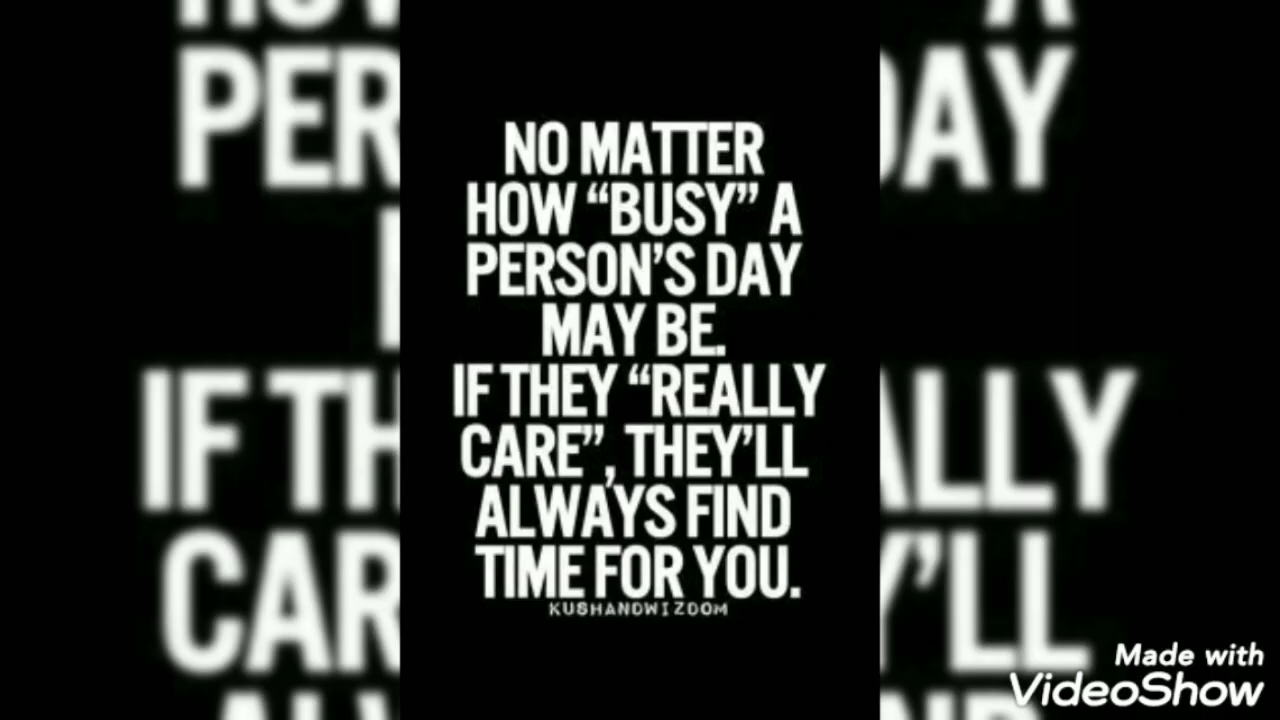 NO MATTER
HOW “BUSY” A
PERSON’S DAY
MAY BE.
IF THEY “REALLY
CARE”, THEY’LL
ALWAYS FIND
TIME FOR YOU.
KUSHANDWIZDOM
Made with
VideoShow